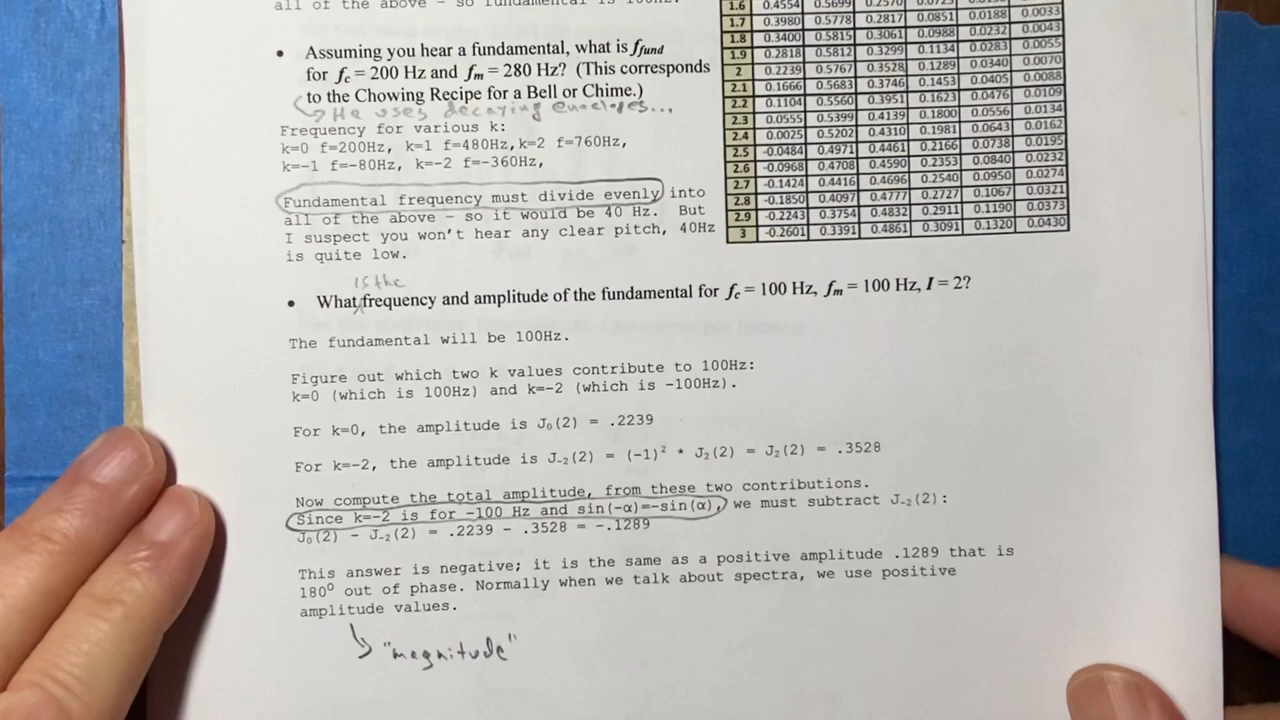 all of the above – so fundamental is 100Hz.
• Assuming you hear a fundamental, what is ffund
for fc = 200 Hz and fm = 280 Hz? (This corresponds
to the Chowing Recipe for a Bell or Chime.)
He uses decaying envelopes...
Frequency for various k:
k=0 f=200Hz, k=1 f=480Hz, k=2 f=760Hz,
k=-1 f=-80Hz, k=-2 f=-360Hz,
Fundamental frequency must divide evenly into
all of the above – so it would be 40 Hz. But
I suspect you won't hear any clear pitch, 40Hz
is quite low.
is the
• What frequency and amplitude of the fundamental for fc = 100 Hz, fm = 100 Hz, I = 2?
The fundamental will be 100Hz.
Figure out which two k values contribute to 100Hz:
k=0 (which is 100Hz) and k=-2 (which is -100Hz).
For k=0, the amplitude is J₀(2) = .2239
For k=-2, the amplitude is J₋₂(2) = (-1)² * J₂(2) = J₂(2) = .3528
Now compute the total amplitude, from these two contributions.
Since k=-2 is for -100 Hz and sin(-α)=-sin(α), we must subtract J₋₂(2):
J₀(2) - J₋₂(2) = .2239 - .3528 = -.1289
This answer is negative; it is the same as a positive amplitude .1289 that is
180⁰ out of phase. Normally when we talk about spectra, we use positive
amplitude values.
"magnitude"
1.6 0.4554 0.5699 0.2570 0.0725
1.7 0.3980 0.5778 0.2817 0.0851 0.0188 0.0033
1.8 0.3400 0.5815 0.3061 0.0988 0.0232 0.0043
1.9 0.2818 0.5812 0.3299 0.1134 0.0283 0.0055
2 0.2239 0.5767 0.3528 0.1289 0.0340 0.0070
2.1 0.1666 0.5683 0.3746 0.1453 0.0405 0.0088
2.2 0.1104 0.5560 0.3951 0.1623 0.0476 0.0109
2.3 0.0555 0.5399 0.4139 0.1800 0.0556 0.0134
2.4 0.0025 0.5202 0.4310 0.1981 0.0643 0.0162
2.5 -0.0484 0.4971 0.4461 0.2166 0.0738 0.0195
2.6 -0.0968 0.4708 0.4590 0.2353 0.0840 0.0232
2.7 -0.1424 0.4416 0.4696 0.2540 0.0950 0.0274
2.8 -0.1850 0.4097 0.4777 0.2727 0.1067 0.0321
2.9 -0.2243 0.3754 0.4832 0.2911 0.1190 0.0373
3 -0.2601 0.3391 0.4861 0.3091 0.1320 0.0430